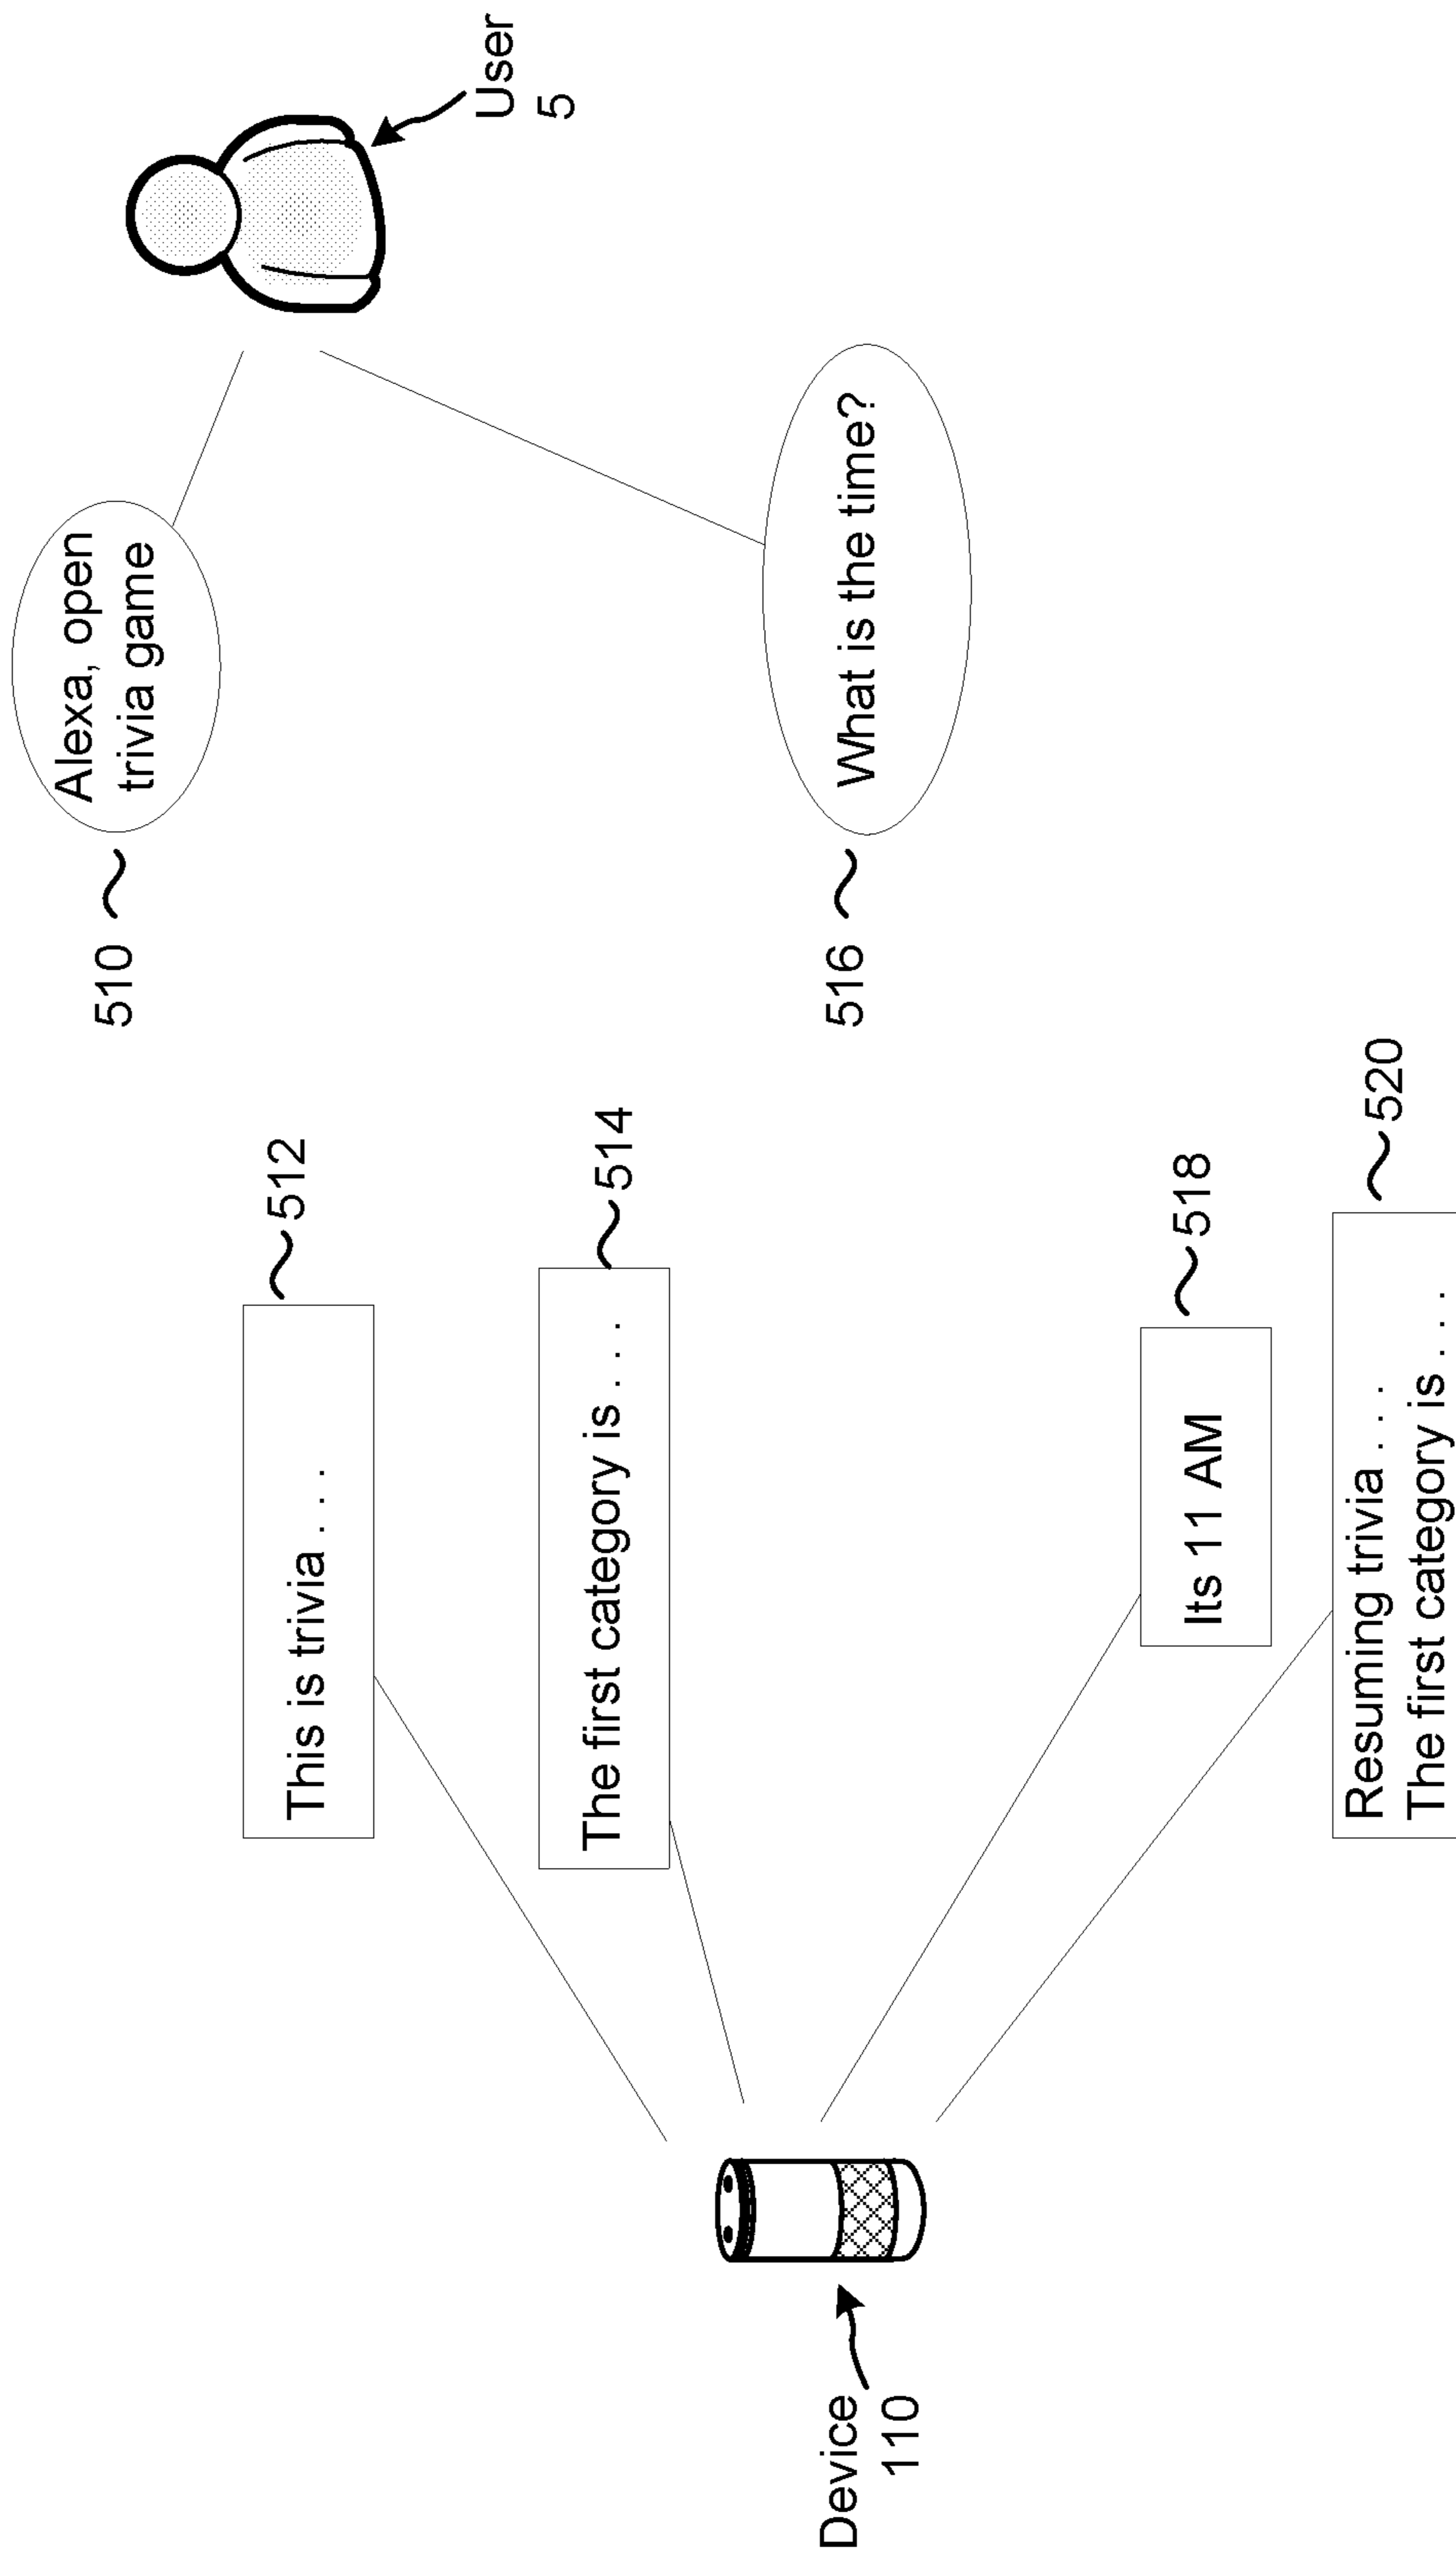 Alexa, open
trivia game
510
User
5
512
This is trivia . . .
514
The first category is . . .
What is the time?
516
Device
110
518
Its 11 AM
520
Resuming trivia . . .
The first category is . . .